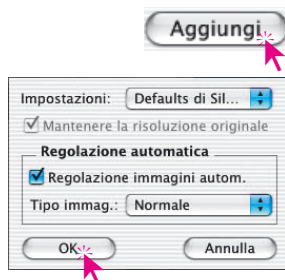 Aggiungi
Impostazioni: Defaults di Sil...
Mantenere la risoluzione originale
Regolazione automatica
Regolazione immagini autom.
Tipo immag.: Normale
OK Annulla